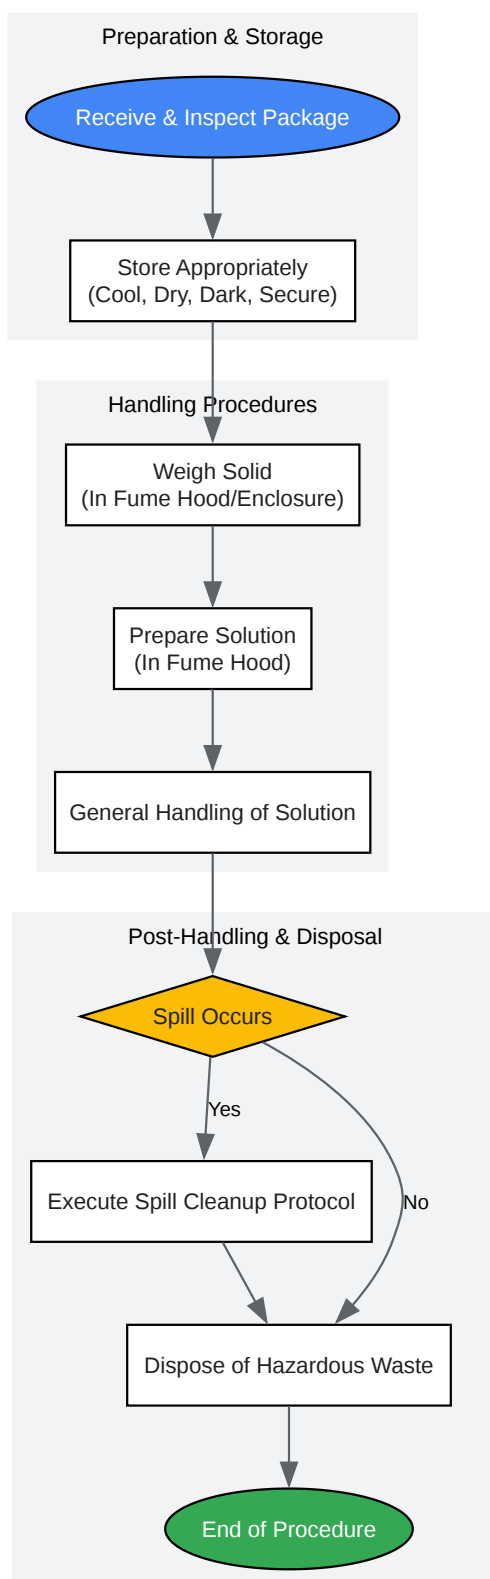 Preparation & Storage
Receive & Inspect Package
Store Appropriately
(Cool, Dry, Dark, Secure)
Handling Procedures
Weigh Solid
(In Fume Hood/Enclosure)
Prepare Solution
(In Fume Hood)
General Handling of Solution
Post-Handling & Disposal
Spill Occurs
Yes
Execute Spill Cleanup Protocol
No
Dispose of Hazardous Waste
End of Procedure